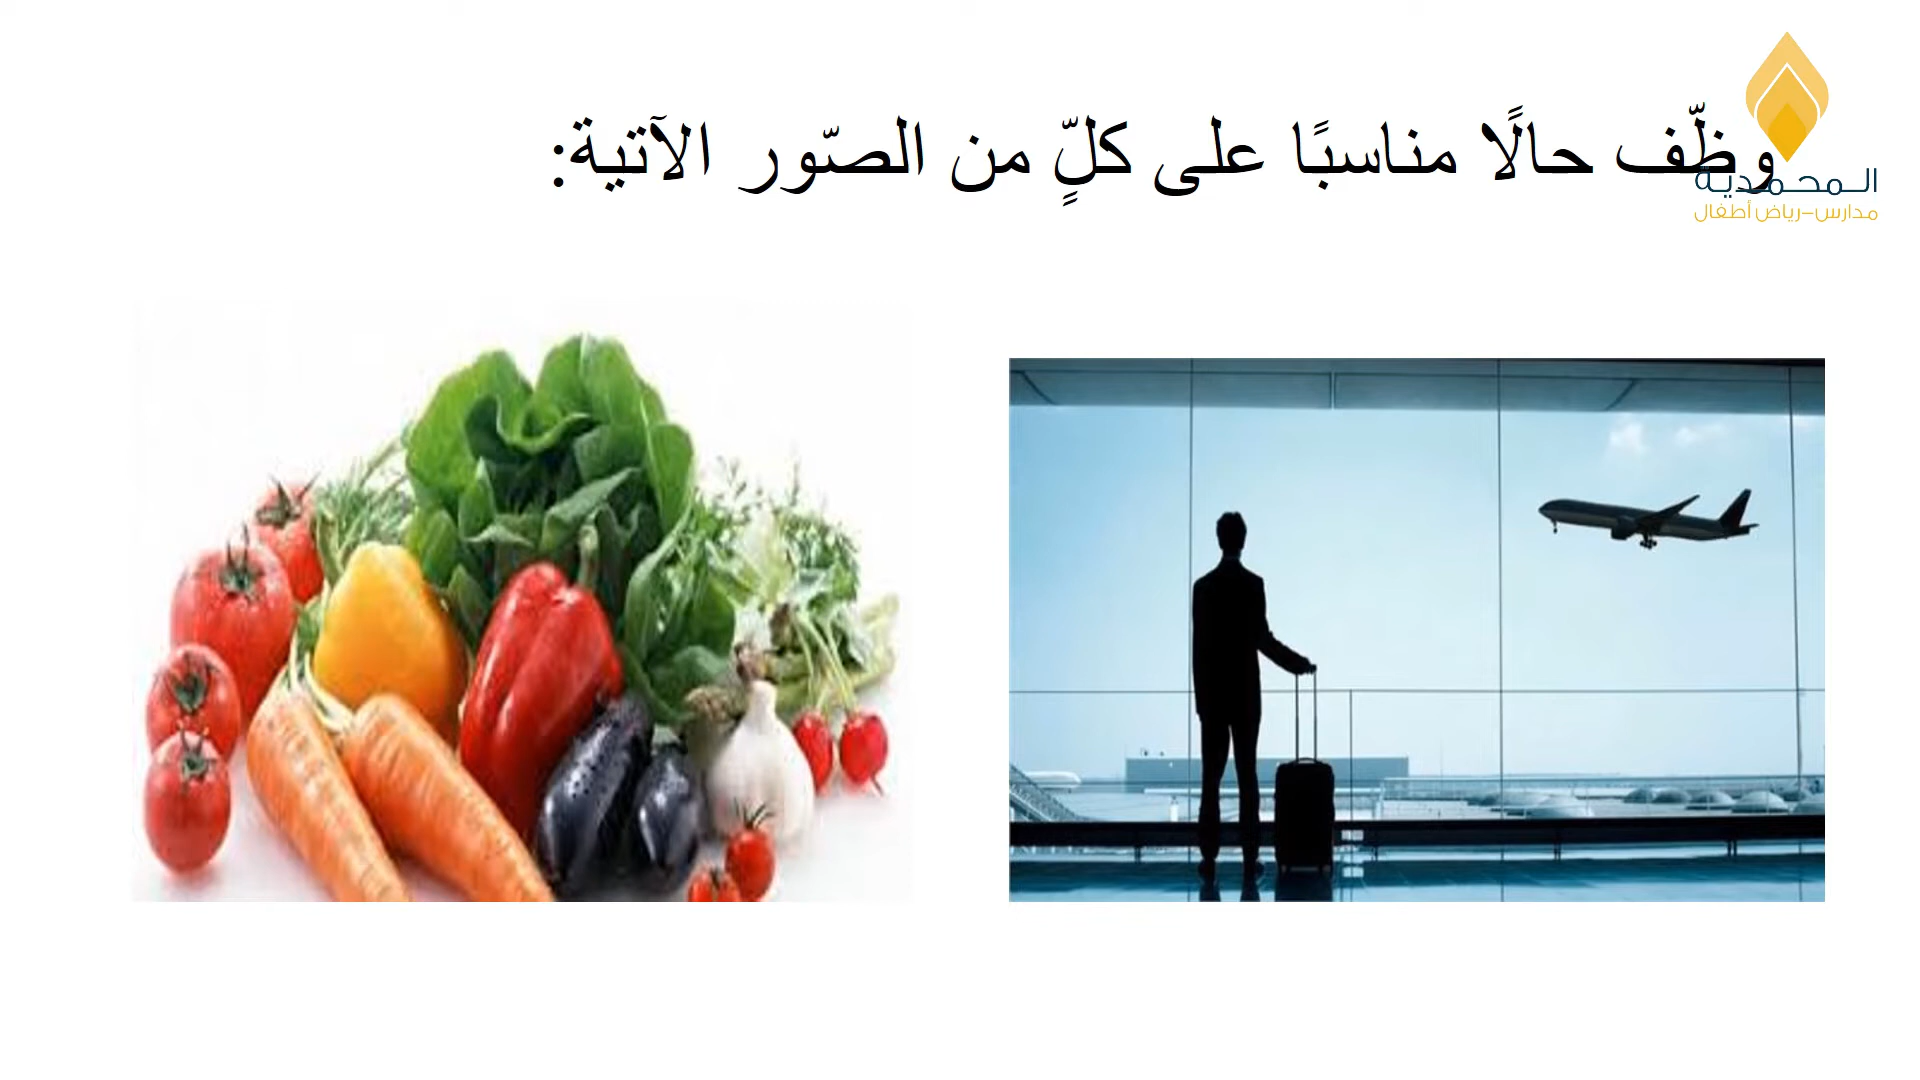 وظّف حالًا مناسبًا على كلٍّ من الصّور الآتية:
المحمدية
مدارس-رياض أطفال